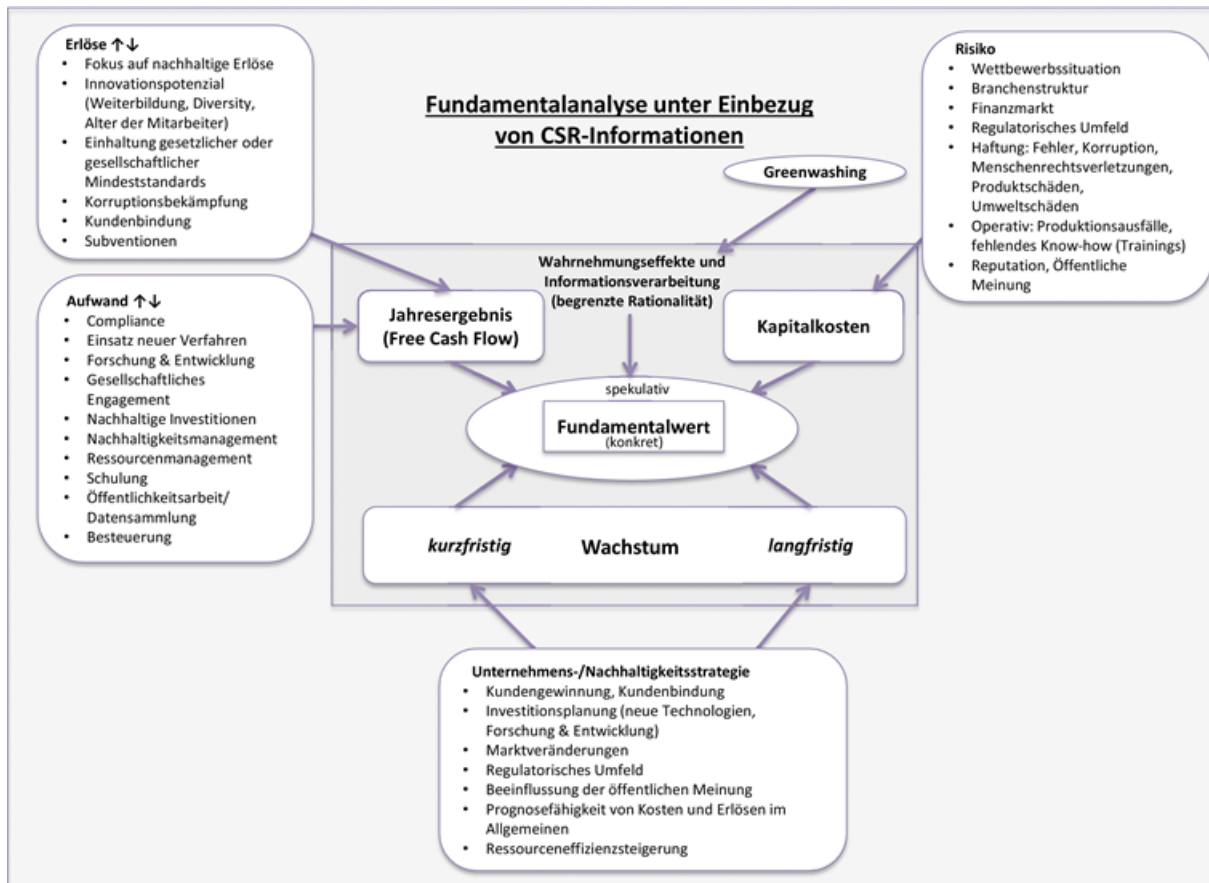 Erlöse ↑↓
• Fokus auf nachhaltige Erlöse
• Innovationspotenzial
(Weiterbildung, Diversity,
Alter der Mitarbeiter)
• Einhaltung gesetzlicher oder
gesellschaftlicher
Mindeststandards
• Korruptionsbekämpfung
• Kundenbindung
• Subventionen
Fundamentalanalyse unter Einbezug
von CSR-Informationen
Greenwashing
Risiko
• Wettbewerbssituation
• Branchenstruktur
• Finanzmarkt
• Regulatorisches Umfeld
• Haftung: Fehler, Korruption,
Menschenrechtsverletzungen,
Produktschäden,
Umweltschäden
• Operativ: Produktionsausfälle,
fehlendes Know-how (Trainings)
• Reputation, Öffentliche
Meinung
Aufwand ↑↓
• Compliance
• Einsatz neuer Verfahren
• Forschung & Entwicklung
• Gesellschaftliches
Engagement
• Nachhaltige Investitionen
• Nachhaltigkeitsmanagement
• Ressourcenmanagement
• Schulung
• Öffentlichkeitsarbeit/
Datensammlung
• Besteuerung
Wahrnehmungseffekte und
Informationsverarbeitung
(begrenzte Rationalität)
Jahresergebnis
(Free Cash Flow)
Kapitalkosten
spekulativ
Fundamentalwert
(konkret)
kurzfristig Wachstum langfristig
Unternehmens-/Nachhaltigkeitsstrategie
• Kundengewinnung, Kundenbindung
• Investitionsplanung (neue Technologien,
Forschung & Entwicklung)
• Marktveränderungen
• Regulatorisches Umfeld
• Beeinflussung der öffentlichen Meinung
• Prognosefähigkeit von Kosten und Erlösen im
Allgemeinen
• Ressourceneffizienzsteigerung